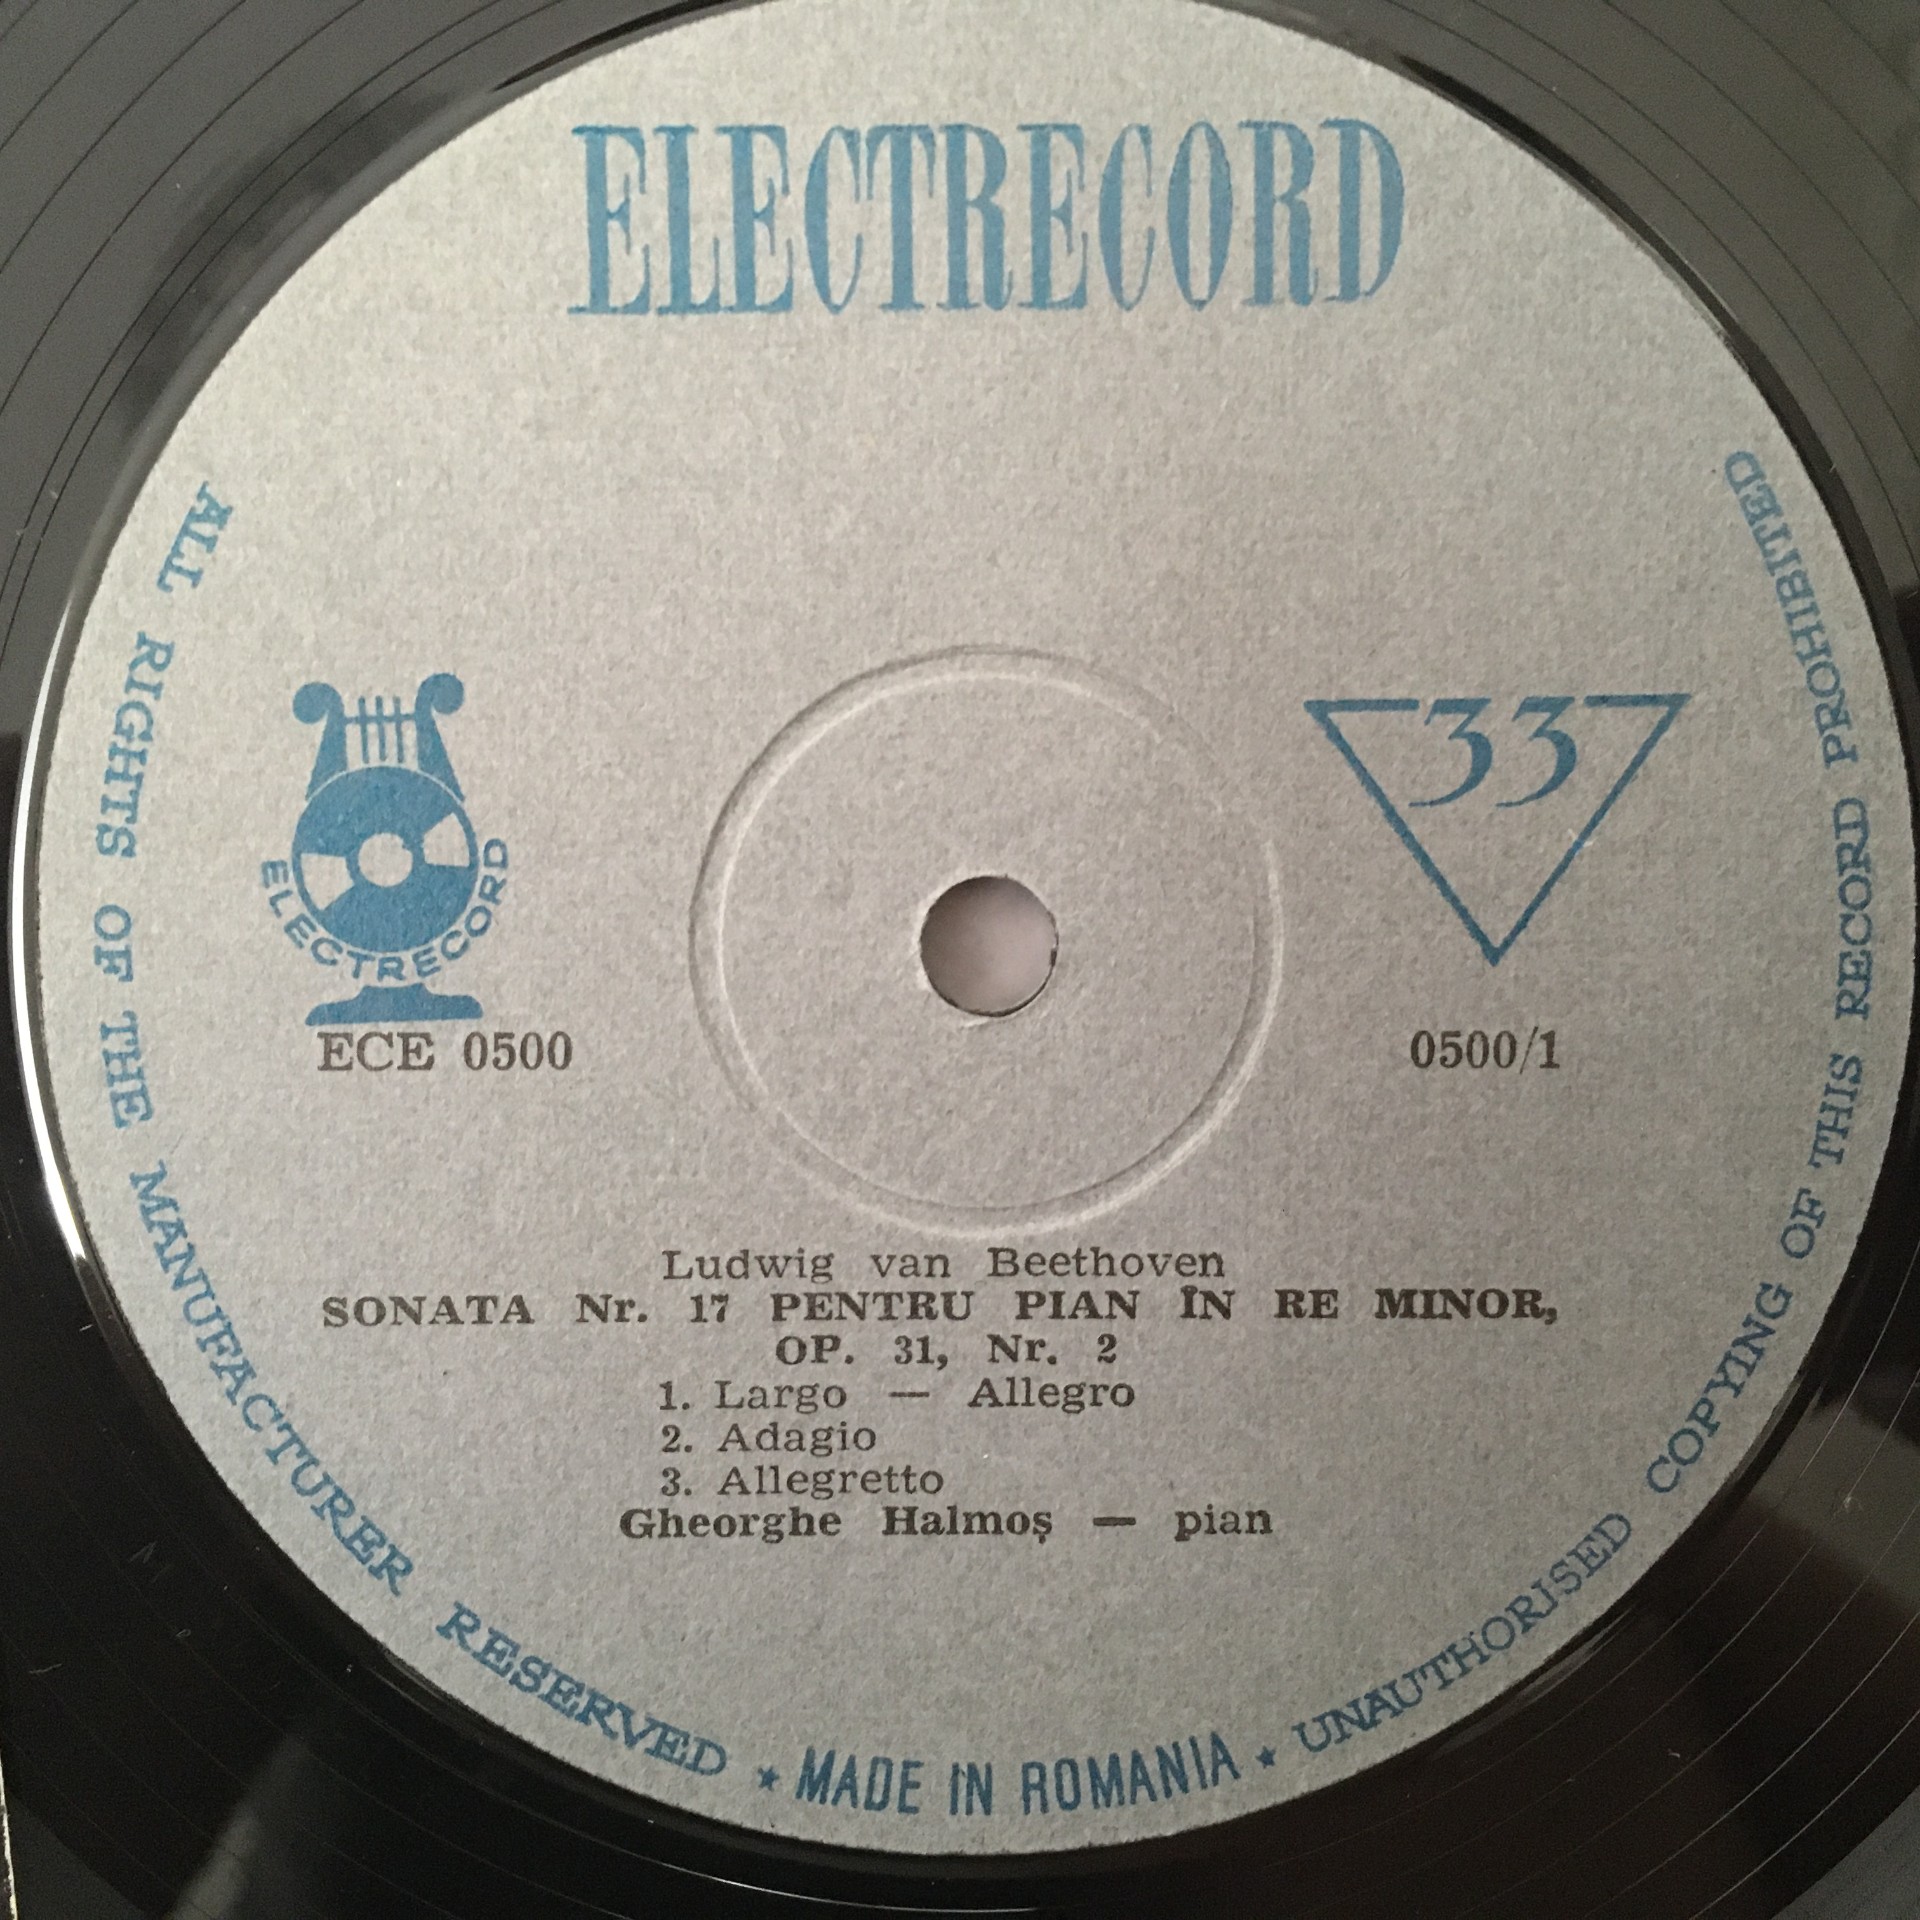 ELECTRECORD
ELECTRECORD
33
ECE 0500
0500/1
Ludwig van Beethoven
SONATA Nr. 17 PENTRU PIAN ÎN RE MINOR,
OP. 31, Nr. 2
1. Largo — Allegro
2. Adagio
3. Allegretto
Gheorghe Halmoș — pian
ALL RIGHTS OF THE MANUFACTURER RESERVED ★ MADE IN ROMANIA ★ UNAUTHORISED COPYING OF THIS RECORD PROHIBITED